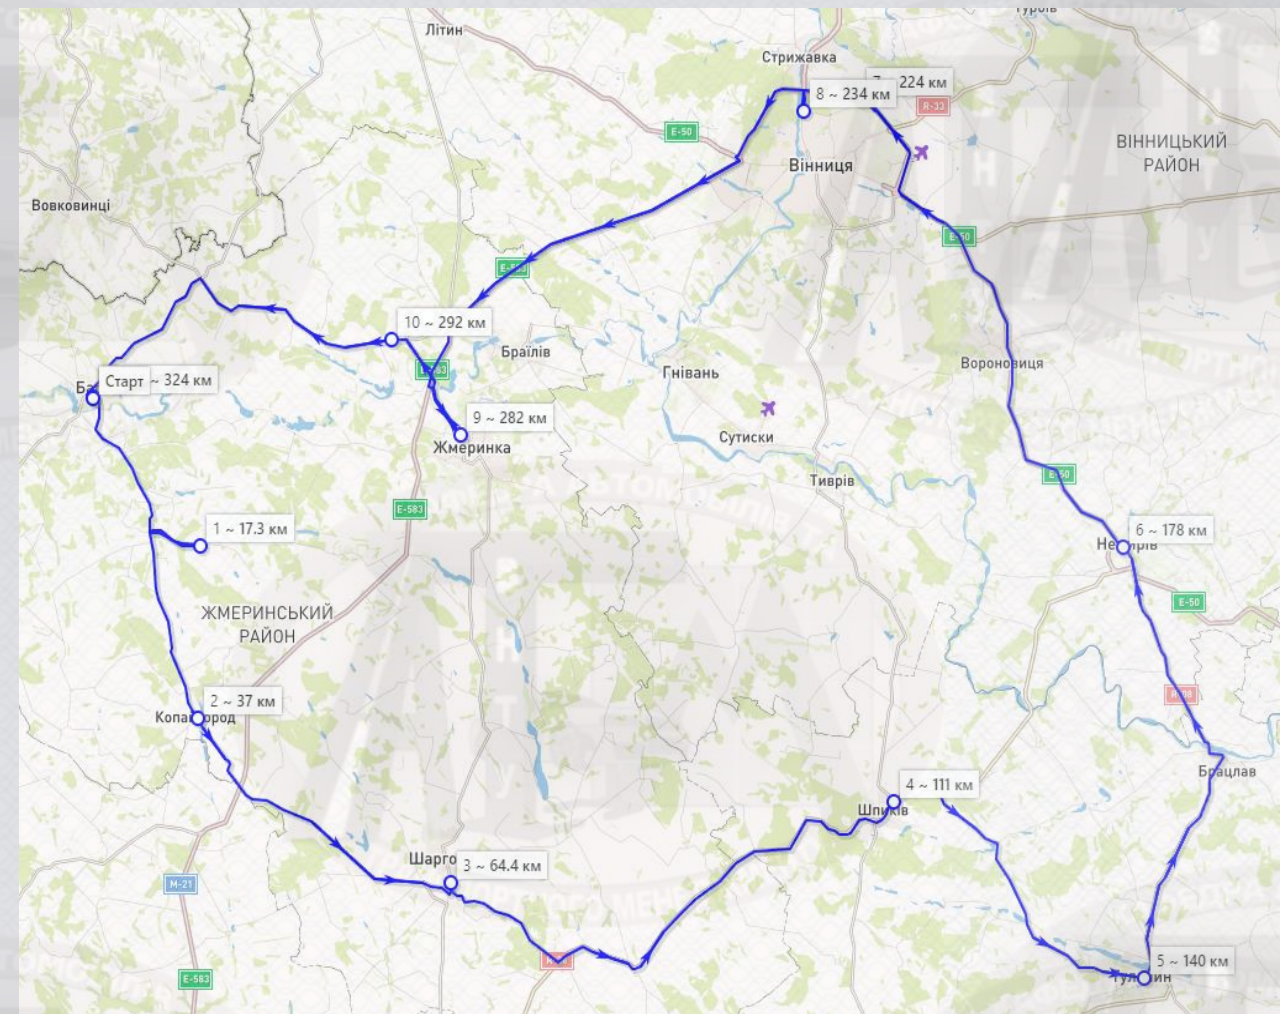 Літин
Стрижавка
224 км
8 ~ 234 км
R-33
E-50
ВІННИЦЬКИЙ
РАЙОН
Вінниця
Вовковинці
E-50
10 ~ 292 км
Браїлів
Вороновиця
Гнівань
Старт ~ 324 км
9 ~ 282 км
Жмеринка
Сутиски
Тиврів
E-50
E-583
1 ~ 17.3 км
6 ~ 178 км
E-50
ЖМЕРИНСЬКИЙ
РАЙОН
2 ~ 37 км
Брацлав
4 ~ 111 км
Шпиків
3 ~ 64.4 км
M-21
5 ~ 140 км
E-583